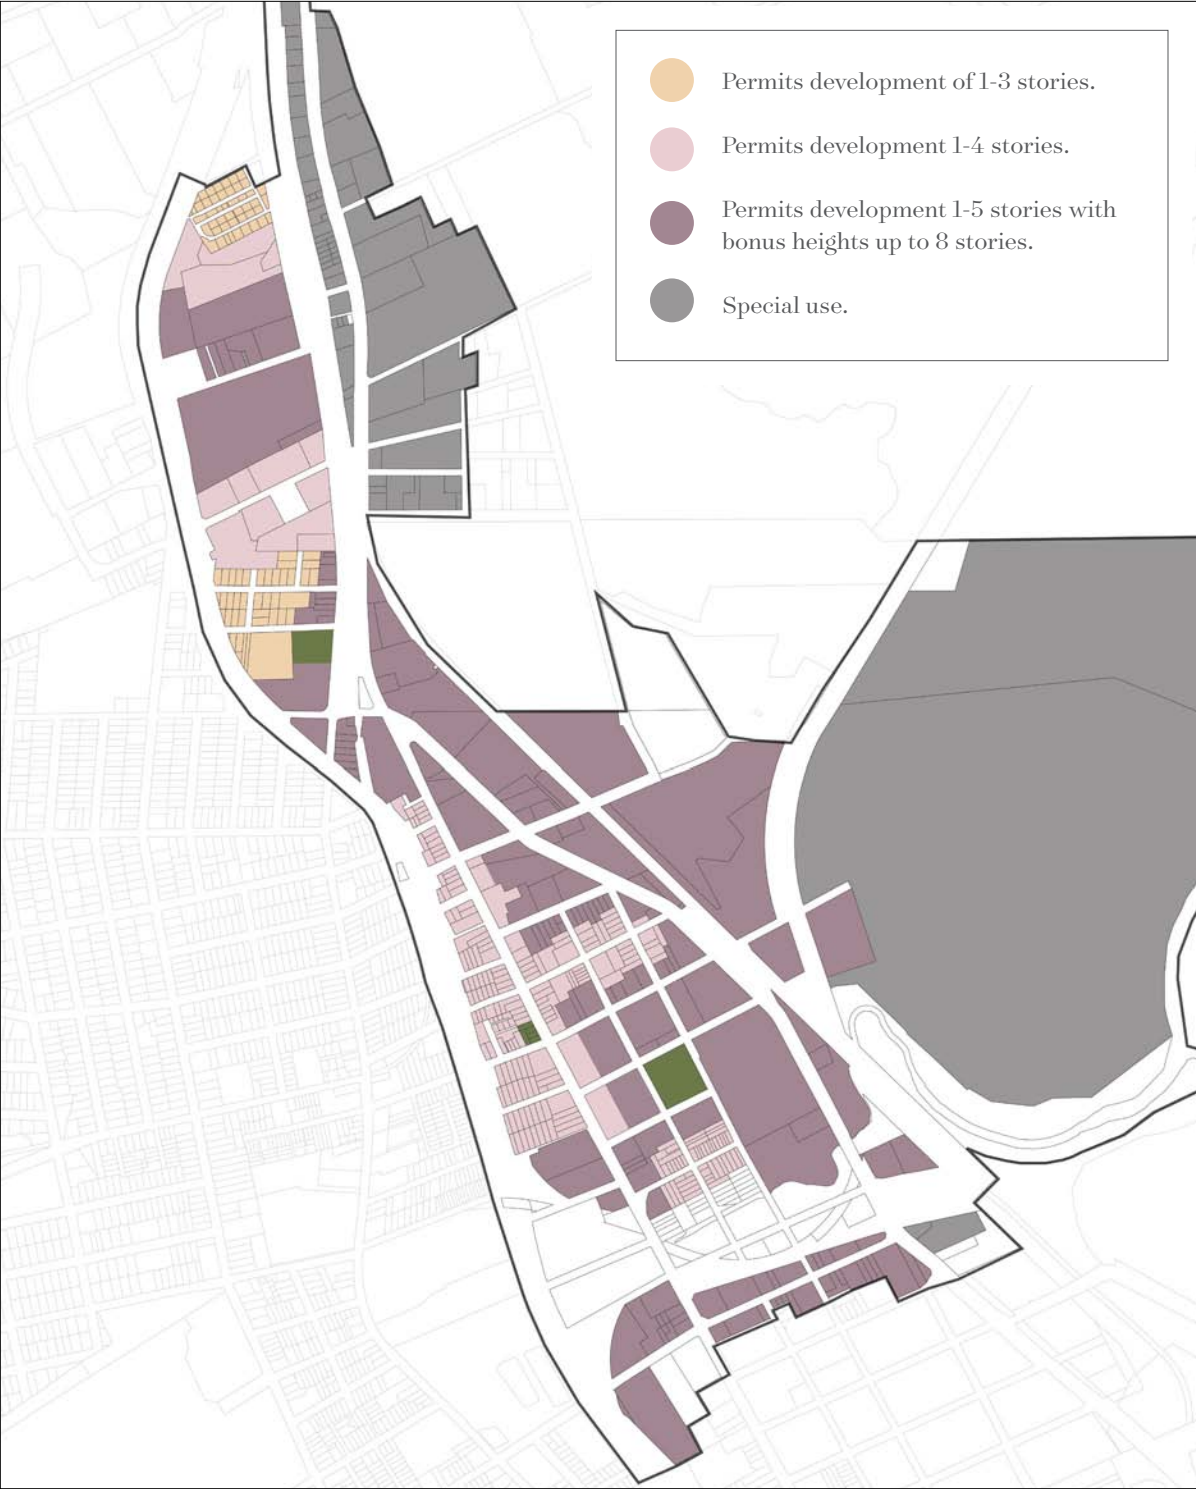 Permits development of 1-3 stories.
Permits development 1-4 stories.
Permits development 1-5 stories with
bonus heights up to 8 stories.
Special use.